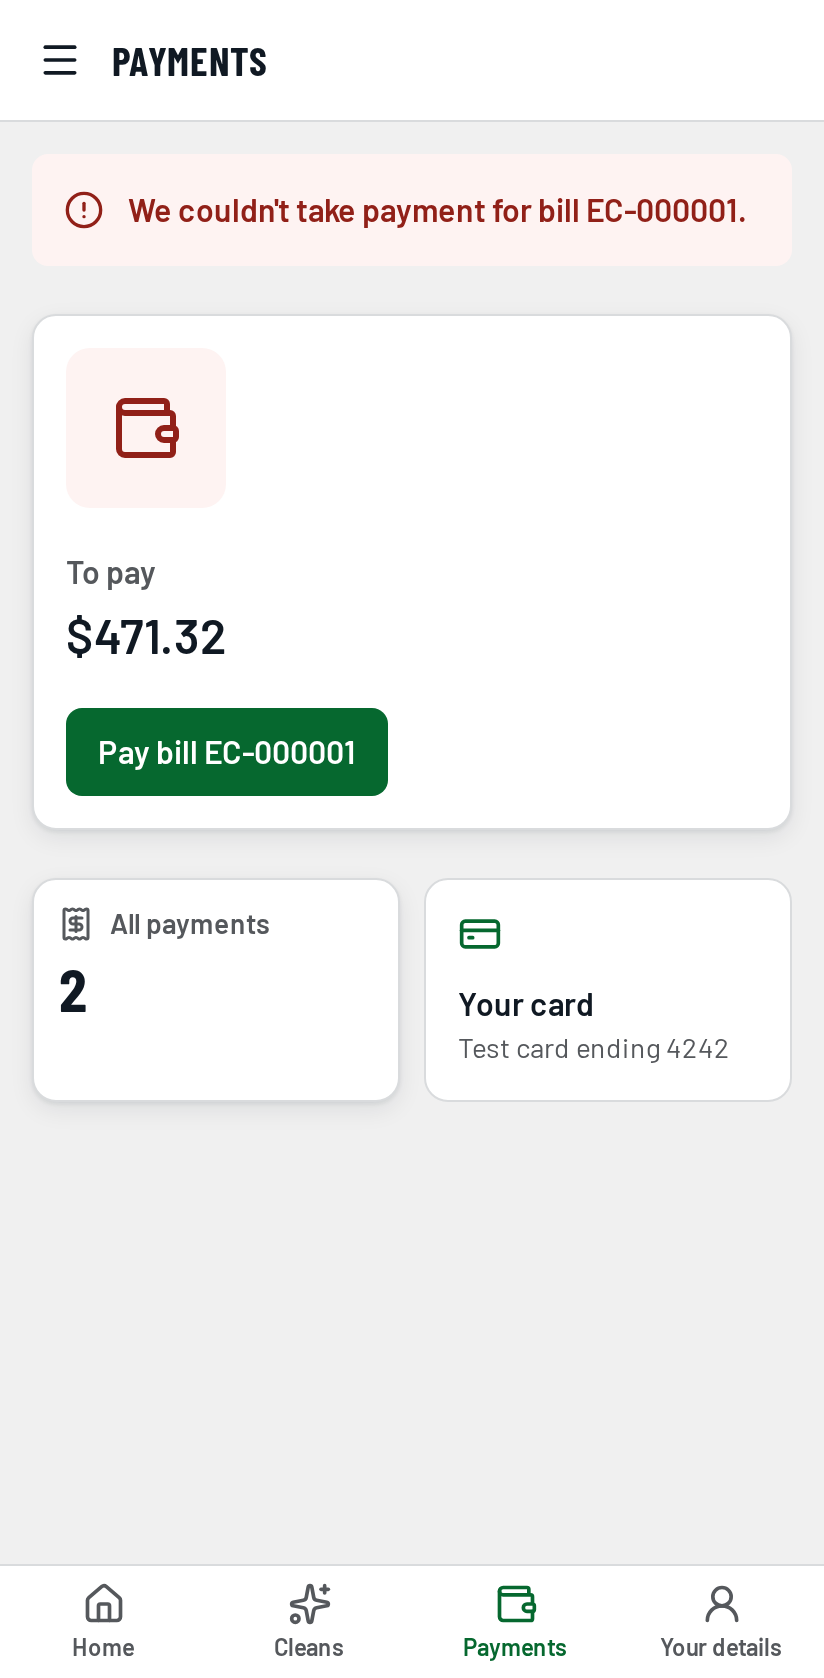 PAYMENTS
We couldn't take payment for bill EC-000001.
To pay
$471.32
Pay bill EC-000001
All payments
2
Your card
Test card ending 4242
Home
Cleans
Payments
Your details